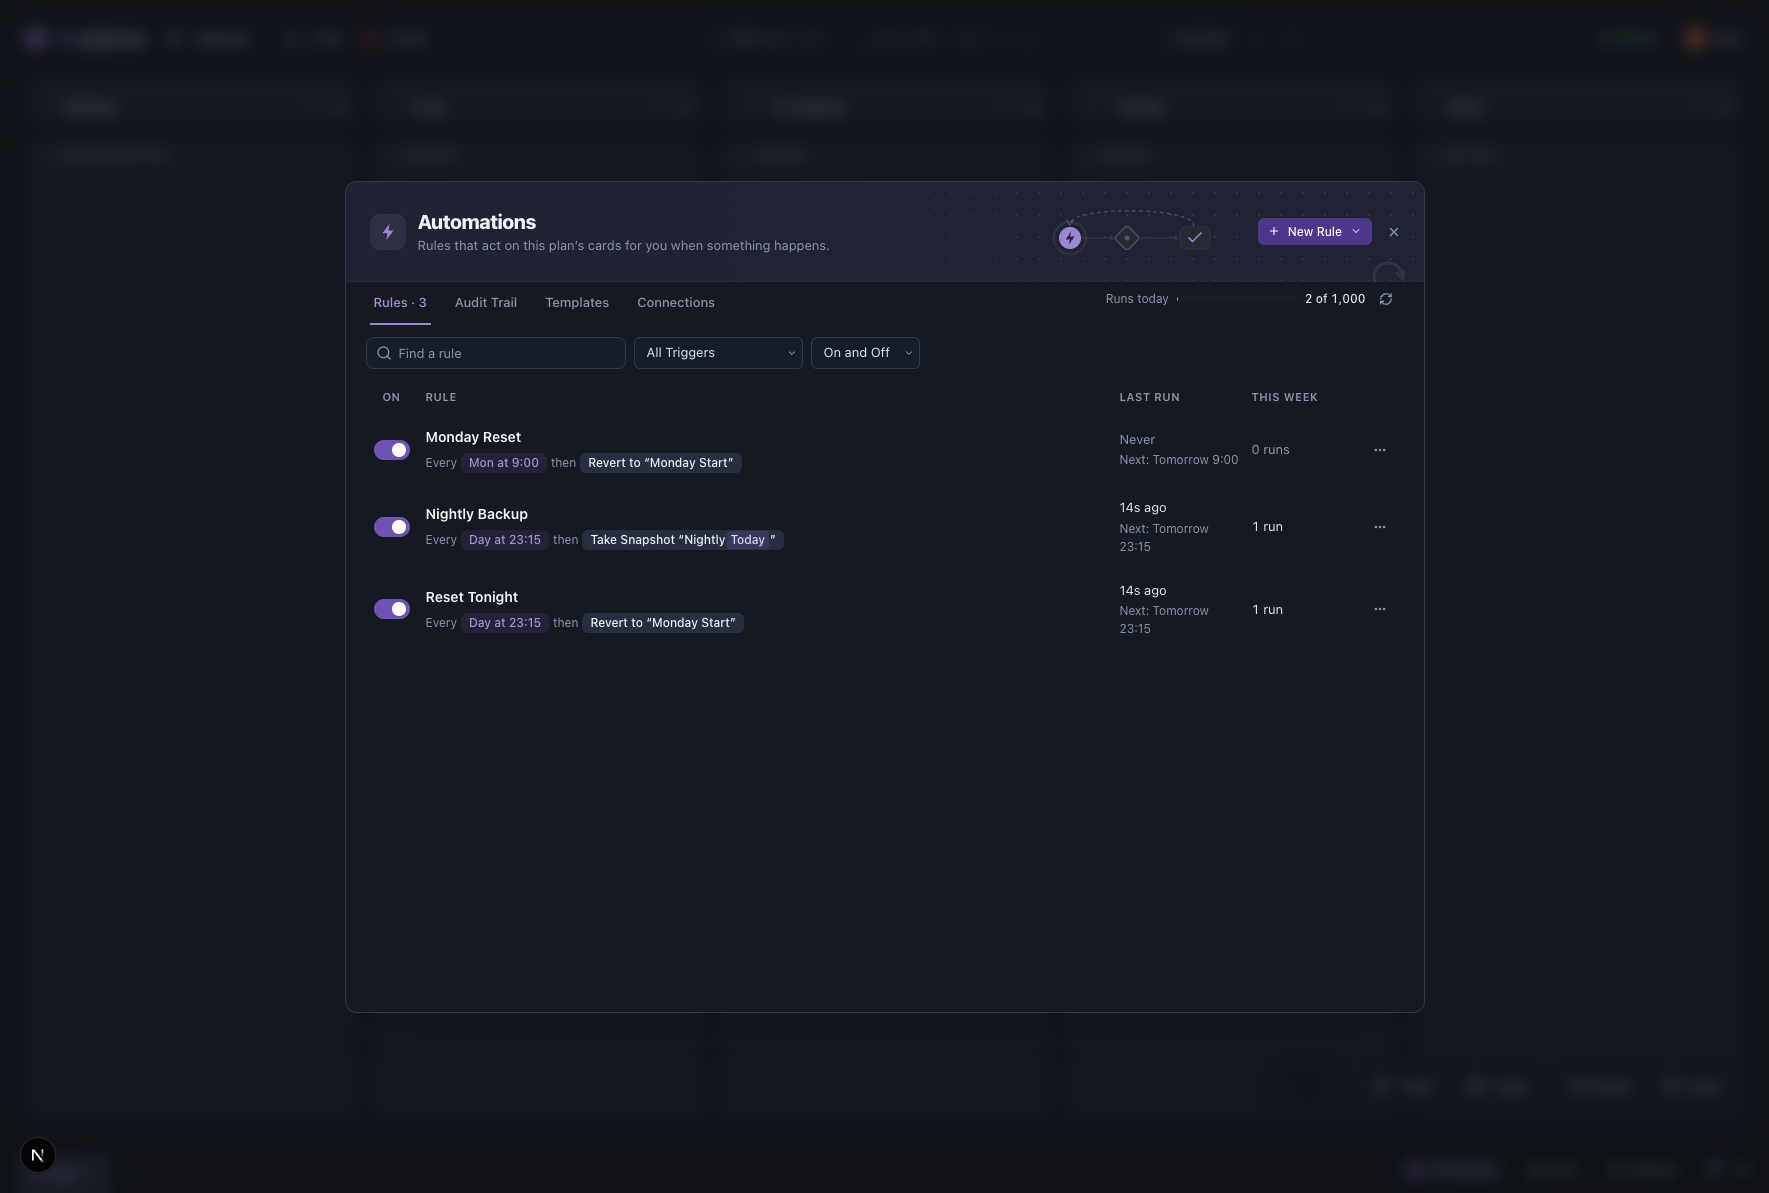 Automations
Rules that act on this plan's cards for you when something happens.
+ New Rule
Rules · 3
Audit Trail
Templates
Connections
Runs today
2 of 1,000
Find a rule
All Triggers
On and Off
ON
RULE
LAST RUN
THIS WEEK
Monday Reset
Every Mon at 9:00 then Revert to “Monday Start”
Never
Next: Tomorrow 9:00
0 runs
Nightly Backup
Every Day at 23:15 then Take Snapshot “Nightly Today ”
14s ago
Next: Tomorrow
23:15
1 run
Reset Tonight
Every Day at 23:15 then Revert to “Monday Start”
14s ago
Next: Tomorrow
23:15
1 run
N